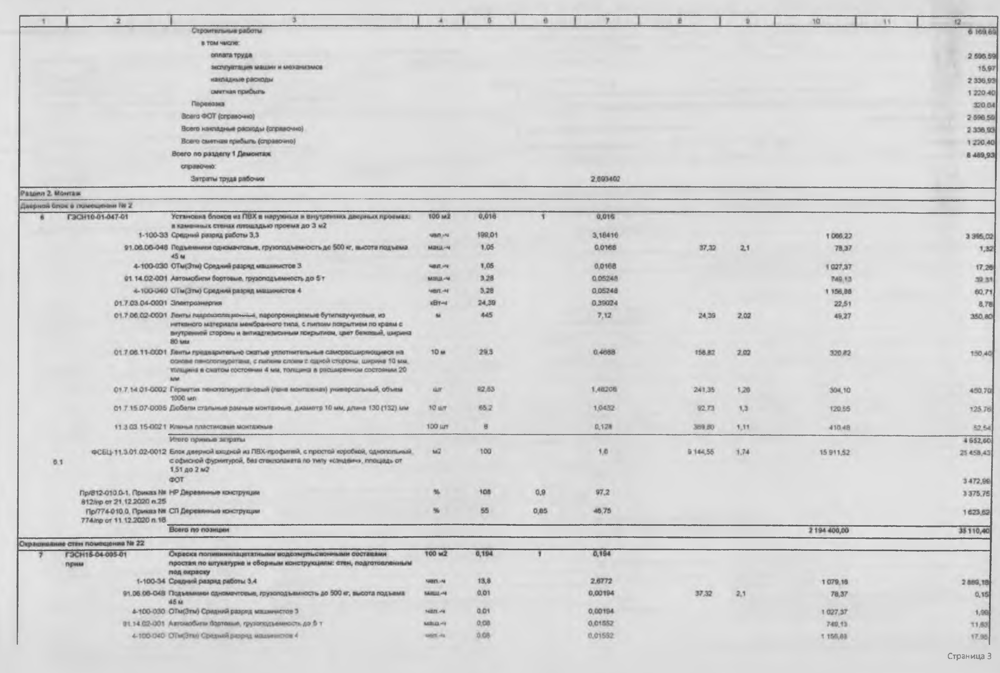 1 2 3 4 5 6 7 8 9 10 11 12
Строительные работы 6 169,69
в том числе:
оплата труда 2 596,59
эксплуатация машин и механизмов 15,97
накладные расходы 2 336,93
сметная прибыль 1 220,40
Перевозка 320,04
Всего ФОТ (справочно) 2 596,59
Всего накладные расходы (справочно) 2 336,93
Всего сметная прибыль (справочно) 1 220,40
Всего по разделу 1 Демонтаж 6 489,93
справочно:
Затраты труда рабочих 2,693402
Раздел 2. Монтаж
Дверной блок в помещении № 2
6 ГЭСН10-01-047-01 Установка блоков из ПВХ в наружных и внутренних дверных проемах: 100 м2 0,016 1 0,016
в каменных стенах площадью проема до 3 м2
1-100-33 Средний разряд работы 3,3 чел.-ч 199,01 3,18416 1 066,22 3 395,02
91.06.06-048 Подъемники одномачтовые, грузоподъемность до 500 кг, высота подъема маш.-ч 1,05 0,0168 37,32 2,1 78,37 1,32
45 м
4-100-030 ОТм(Зтм) Средний разряд машинистов 3 чел.-ч 1,05 0,0168 1 027,37 17,26
91.14.02-001 Автомобили бортовые, грузоподъемность до 5 т маш.-ч 3,28 0,05248 749,13 39,31
4-100-040 ОТм(Зтм) Средний разряд машинистов 4 чел.-ч 3,28 0,05248 1 156,88 60,71
01.7.03.04-0001 Электроэнергия кВт-ч 24,39 0,39024 22,51 8,78
01.7.06.02-0001 Ленты гидроизоляционные, паропроницаемые бутилкаучуковые, из м 445 7,12 24,39 2,02 49,27 350,80
нетканого материала мембранного типа, с липким покрытием по краям с
внутренней стороны и антиадгезионным покрытием, цвет бежевый, ширина
80 мм
01.7.06.11-0001 Ленты предварительно сжатые уплотнительные саморасширяющиеся на 10 м 29,3 0,4688 158,82 2,02 320,82 150,40
основе пенополиуретана, с липким слоем с одной стороны, ширина 10 мм,
толщина в сжатом состоянии 4 мм, толщина в расширенном состоянии 20
мм
01.7.14.01-0002 Герметик пенополиуретановый (пена монтажная) универсальный, объем шт 92,63 1,48208 241,35 1,26 304,10 450,70
1000 мл
01.7.15.07-0005 Дюбели стальные рамные монтажные, диаметр 10 мм, длина 130 (132) мм 10 шт 65,2 1,0432 92,73 1,3 120,55 125,76
11.3.03.15-0021 Клинья пластиковые монтажные 100 шт 8 0,128 369,80 1,11 410,48 52,54
Итого прямые затраты 4 652,60
ФСБЦ-11.3.01.02-0012 Блок дверной входной из ПВХ-профилей, с простой коробкой, однопольный, м2 100 1,6 9 144,55 1,74 15 911,52 25 458,43
6.1 с офисной фурнитурой, без стеклопакета по типу «сэндвич», площадь от
1,51 до 2 м2
ФОТ 3 472,99
Пр/812-010.0-1, Приказ № НР Деревянные конструкции % 108 0,9 97,2 3 375,75
812/пр от 21.12.2020 п.25
Пр/774-010.0, Приказ № СП Деревянные конструкции % 55 0,85 46,75 1 623,62
774/пр от 11.12.2020 п.16
Всего по позиции 2 194 400,00 35 110,40
Окрашивание стен помещения № 22
7 ГЭСН15-04-005-01 Окраска поливинилацетатными водоэмульсионными составами 100 м2 0,194 1 0,194
прим простая по штукатурке и сборным конструкциям: стен, подготовленным
под окраску
1-100-34 Средний разряд работы 3,4 чел.-ч 13,8 2,6772 1 079,18 2 889,18
91.06.06-048 Подъемники одномачтовые, грузоподъемность до 500 кг, высота подъема маш.-ч 0,01 0,00194 37,32 2,1 78,37 0,15
45 м
4-100-030 ОТм(Зтм) Средний разряд машинистов 3 чел.-ч 0,01 0,00194 1 027,37 1,99
91.14.02-001 Автомобили бортовые, грузоподъемность до 5 т маш.-ч 0,08 0,01552 749,13 11,63
4-100-040 ОТм(Зтм) Средний разряд машинистов 4 чел.-ч 0,08 0,01552 1 156,88 17,95
Страница 3